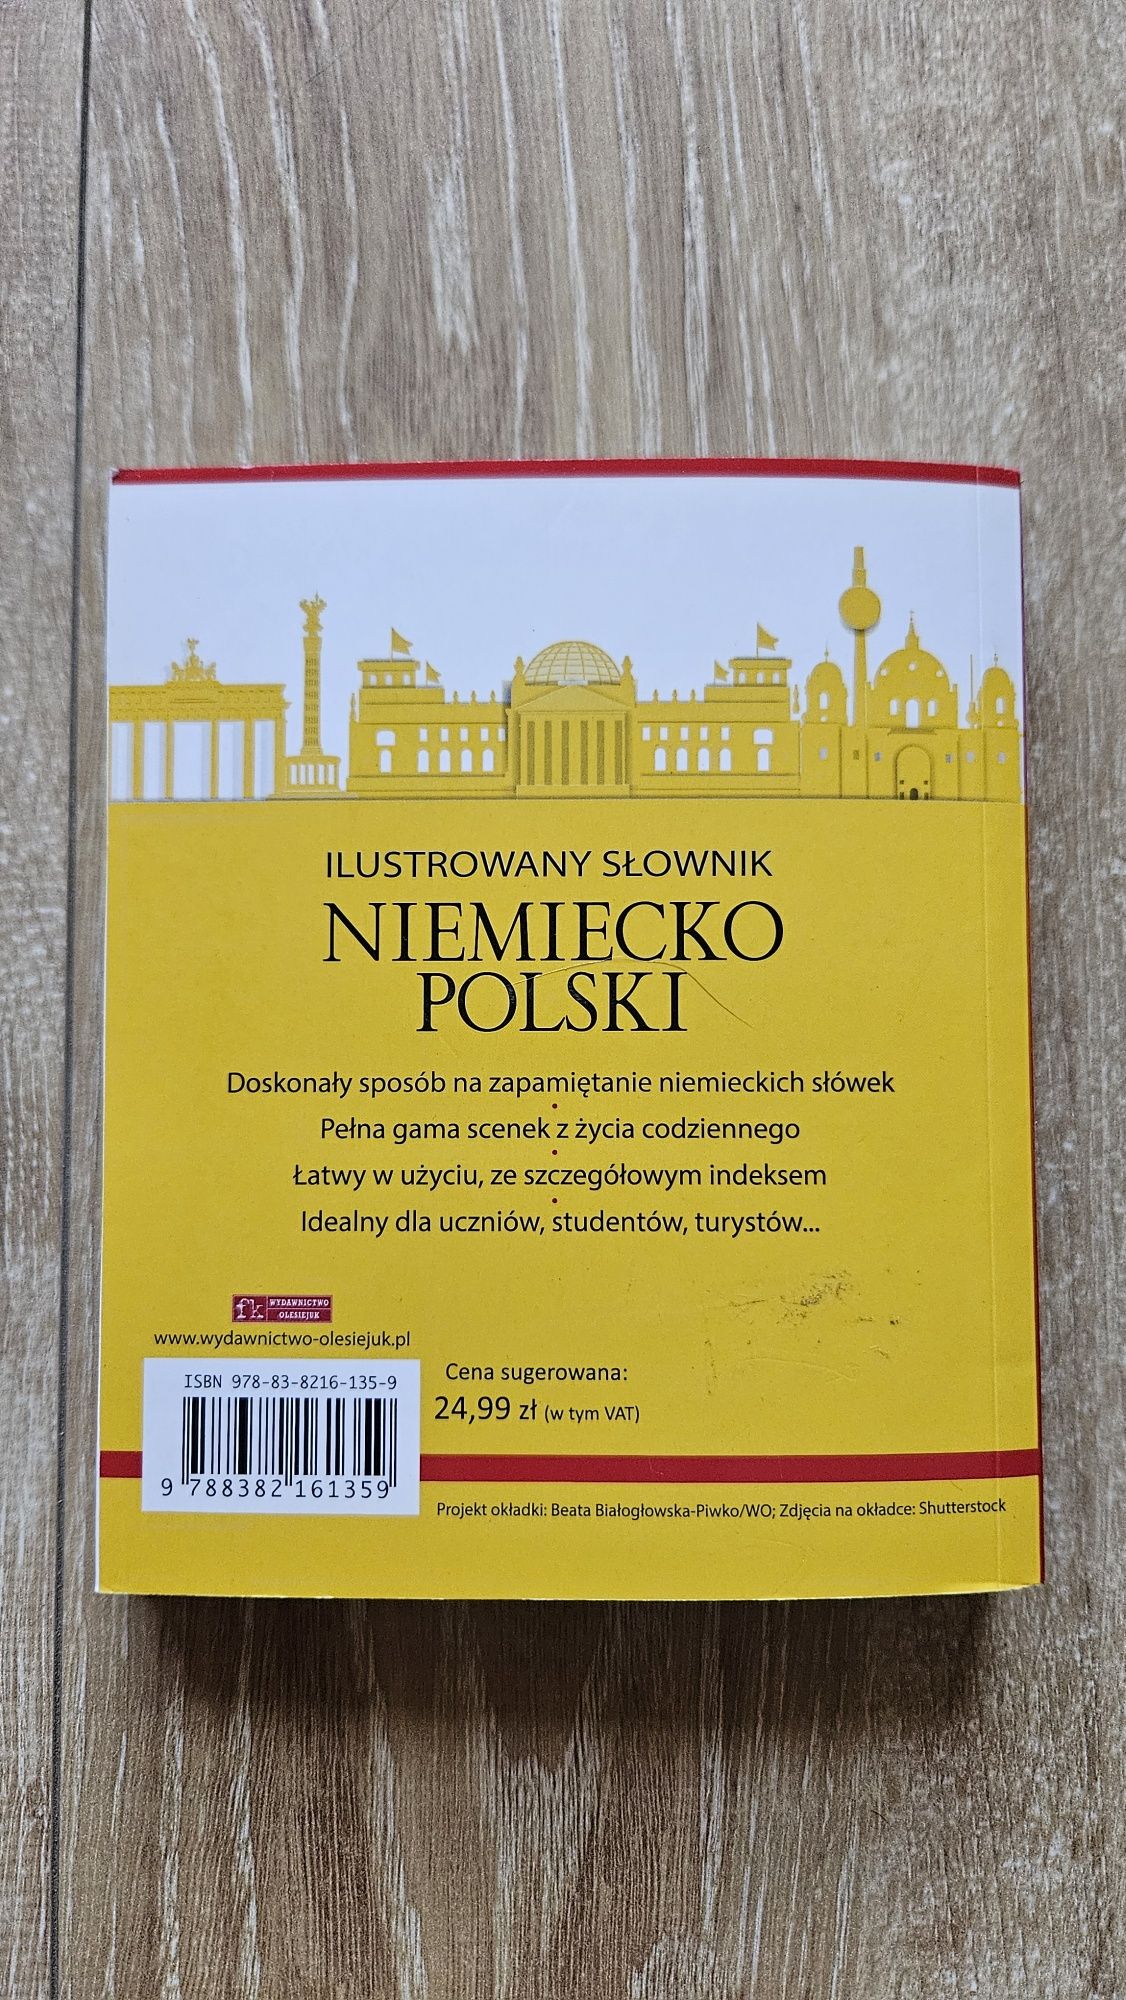 ILUSTROWANY SŁOWNIK
NIEMIECKO
POLSKI
Doskonały sposób na zapamiętanie niemieckich słówek
•
Pełna gama scenek z życia codziennego
•
Łatwy w użyciu, ze szczegółowym indeksem
•
Idealny dla uczniów, studentów, turystów...
fk WYDAWNICTWO
OLESIEJUK
www.wydawnictwo-olesiejuk.pl
ISBN 978-83-8216-135-9
9 788382 161359
Cena sugerowana:
24,99 zł (w tym VAT)
Projekt okładki: Beata Białogłowska-Piwko/WO; Zdjęcia na okładce: Shutterstock